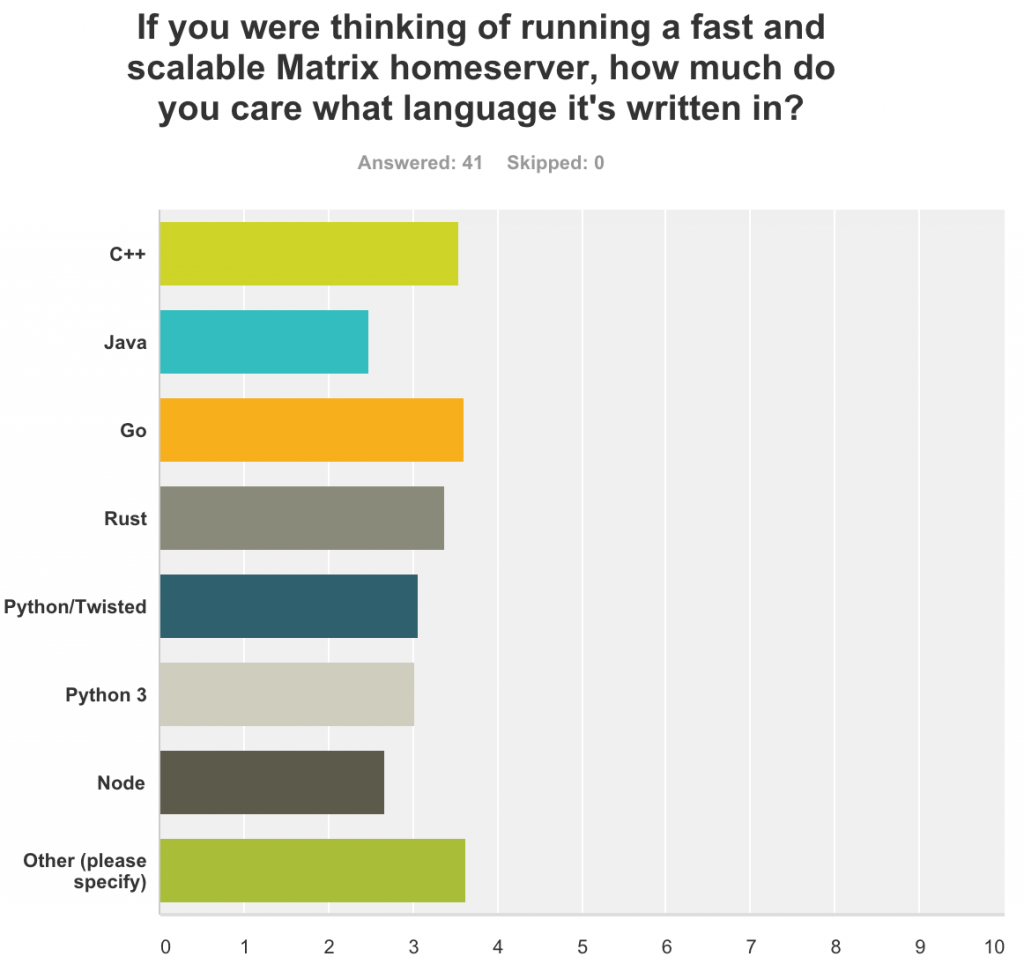 If you were thinking of running a fast and
scalable Matrix homeserver, how much do
you care what language it's written in?
Answered: 41 Skipped: 0
C++
Java
Go
Rust
Python/Twisted
Python 3
Node
Other (please
specify)
0 1 2 3 4 5 6 7 8 9 10